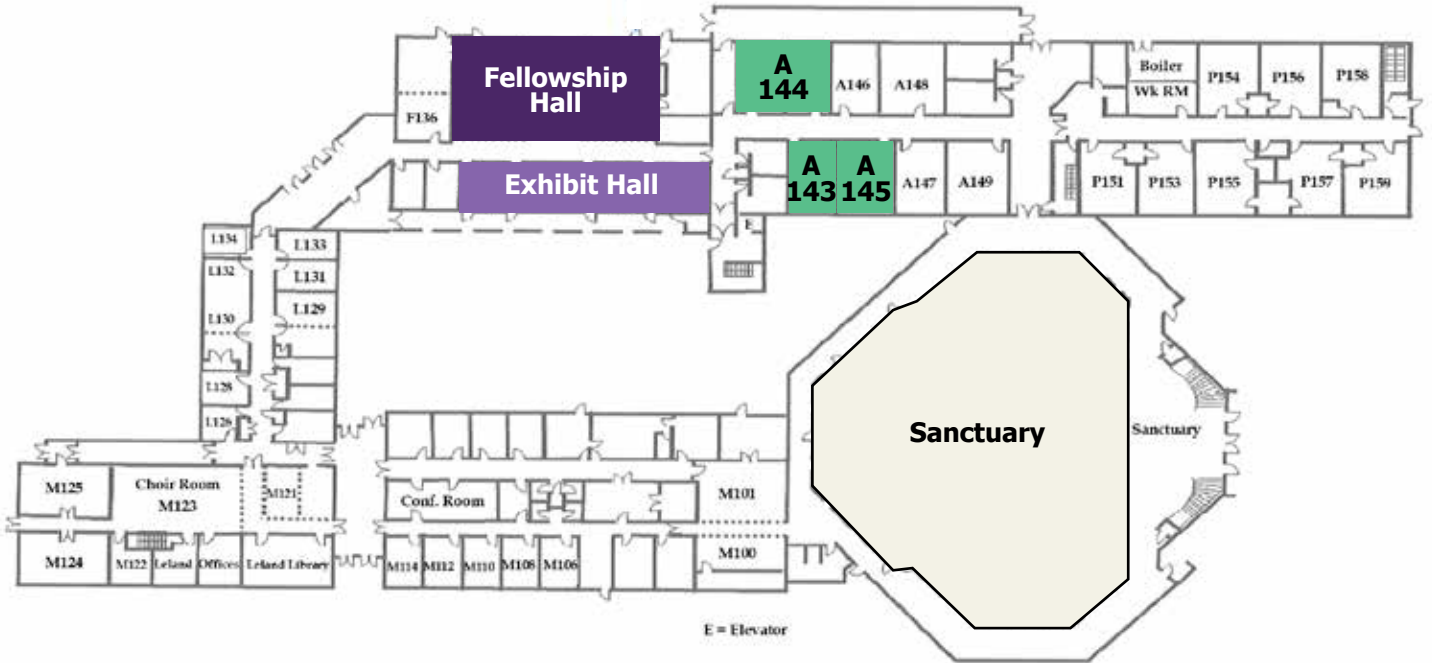 Fellowship
Hall
F136
Exhibit Hall
A
144
A146
A148
A
143
A
145
A147
A149
Boiler
Wk RM
P154
P156
P158
P151
P153
P155
P157
P159
E
L134
L133
L132
L131
L130
L129
L128
L126
Sanctuary
Sanctuary
M125
Choir Room
M123
M121
Conf. Room
M101
M124
M122
Leland
Offices
Leland Library
M114
M112
M110
M108
M106
M100
E = Elevator